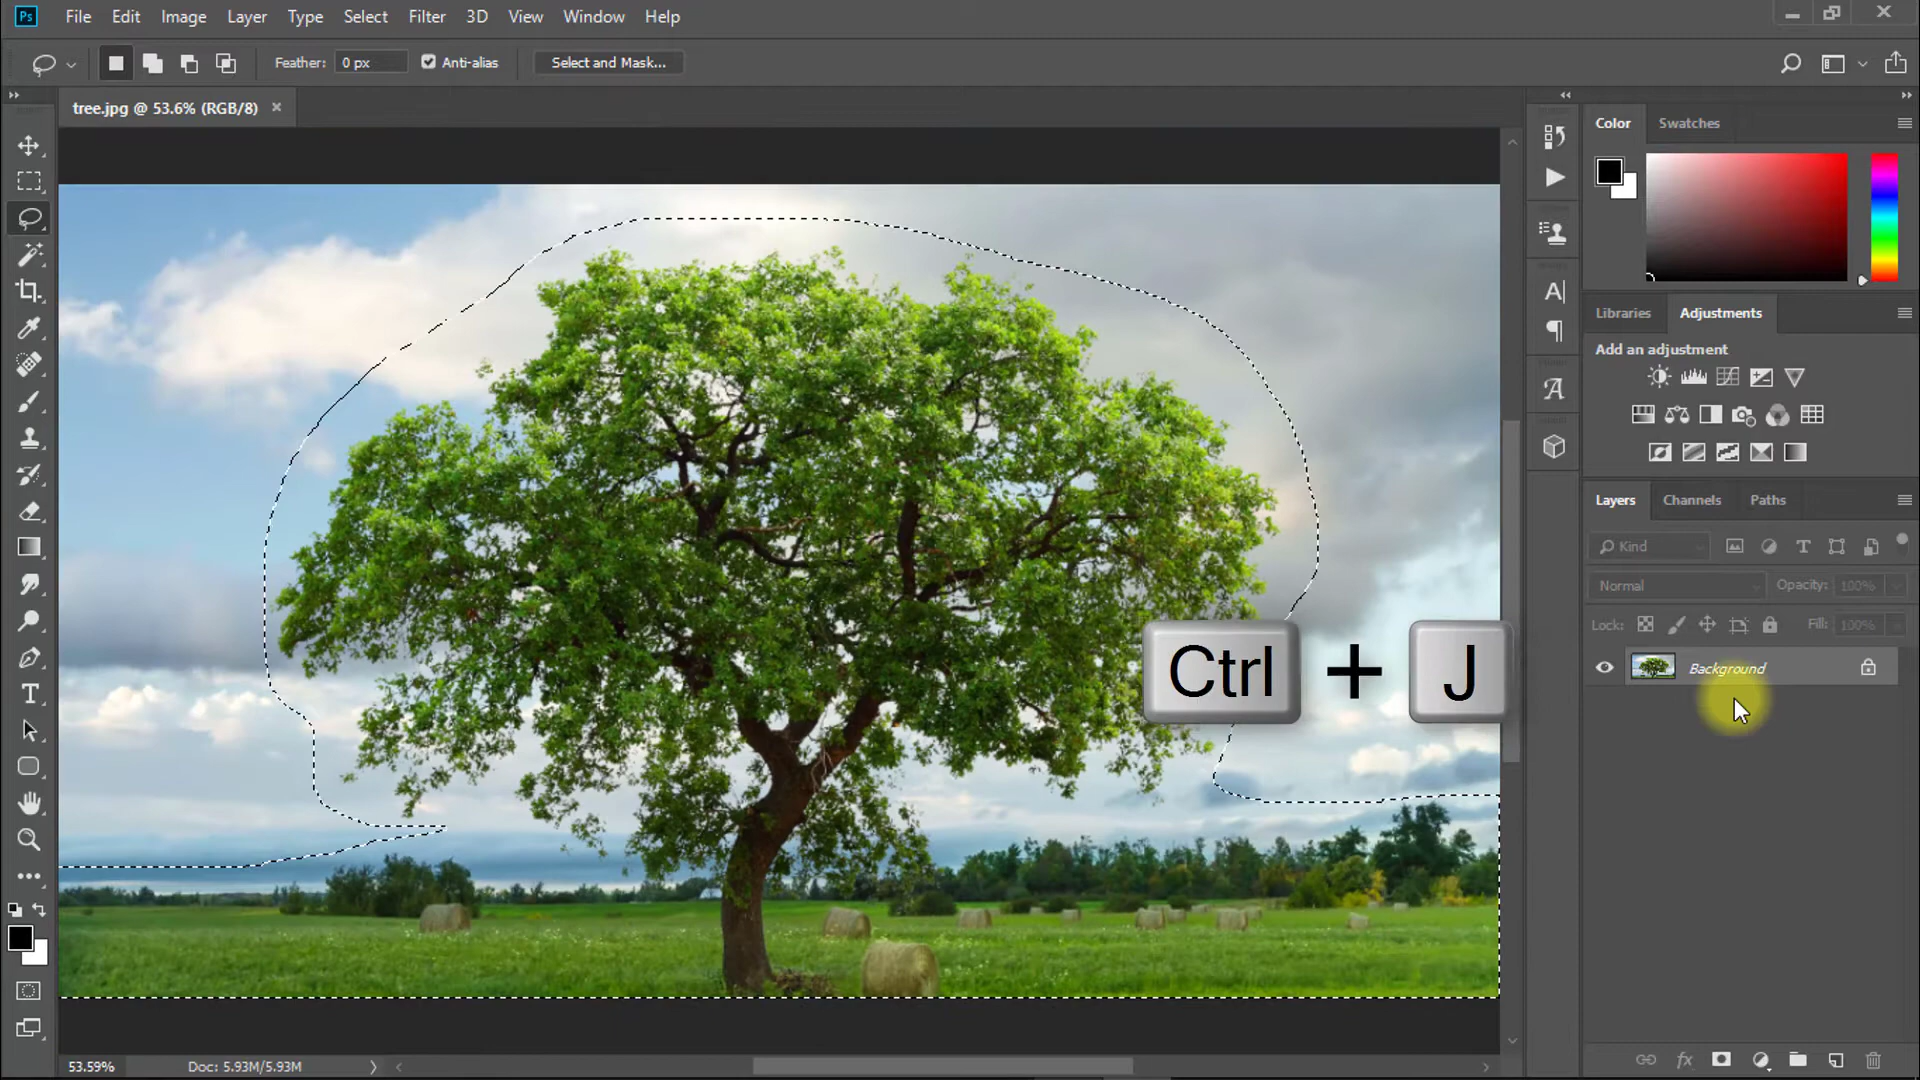 Ps File Edit Image Layer Type Select Filter 3D View Window Help
Feather: 0 px Anti-alias Select and Mask...
tree.jpg @ 53.6% (RGB/8)
Color Swatches
Libraries Adjustments
Add an adjustment
Layers Channels Paths
Kind
Normal Opacity: 100%
Lock: Fill: 100%
Background
Ctrl + J
53.59% Doc: 5.93M/5.93M